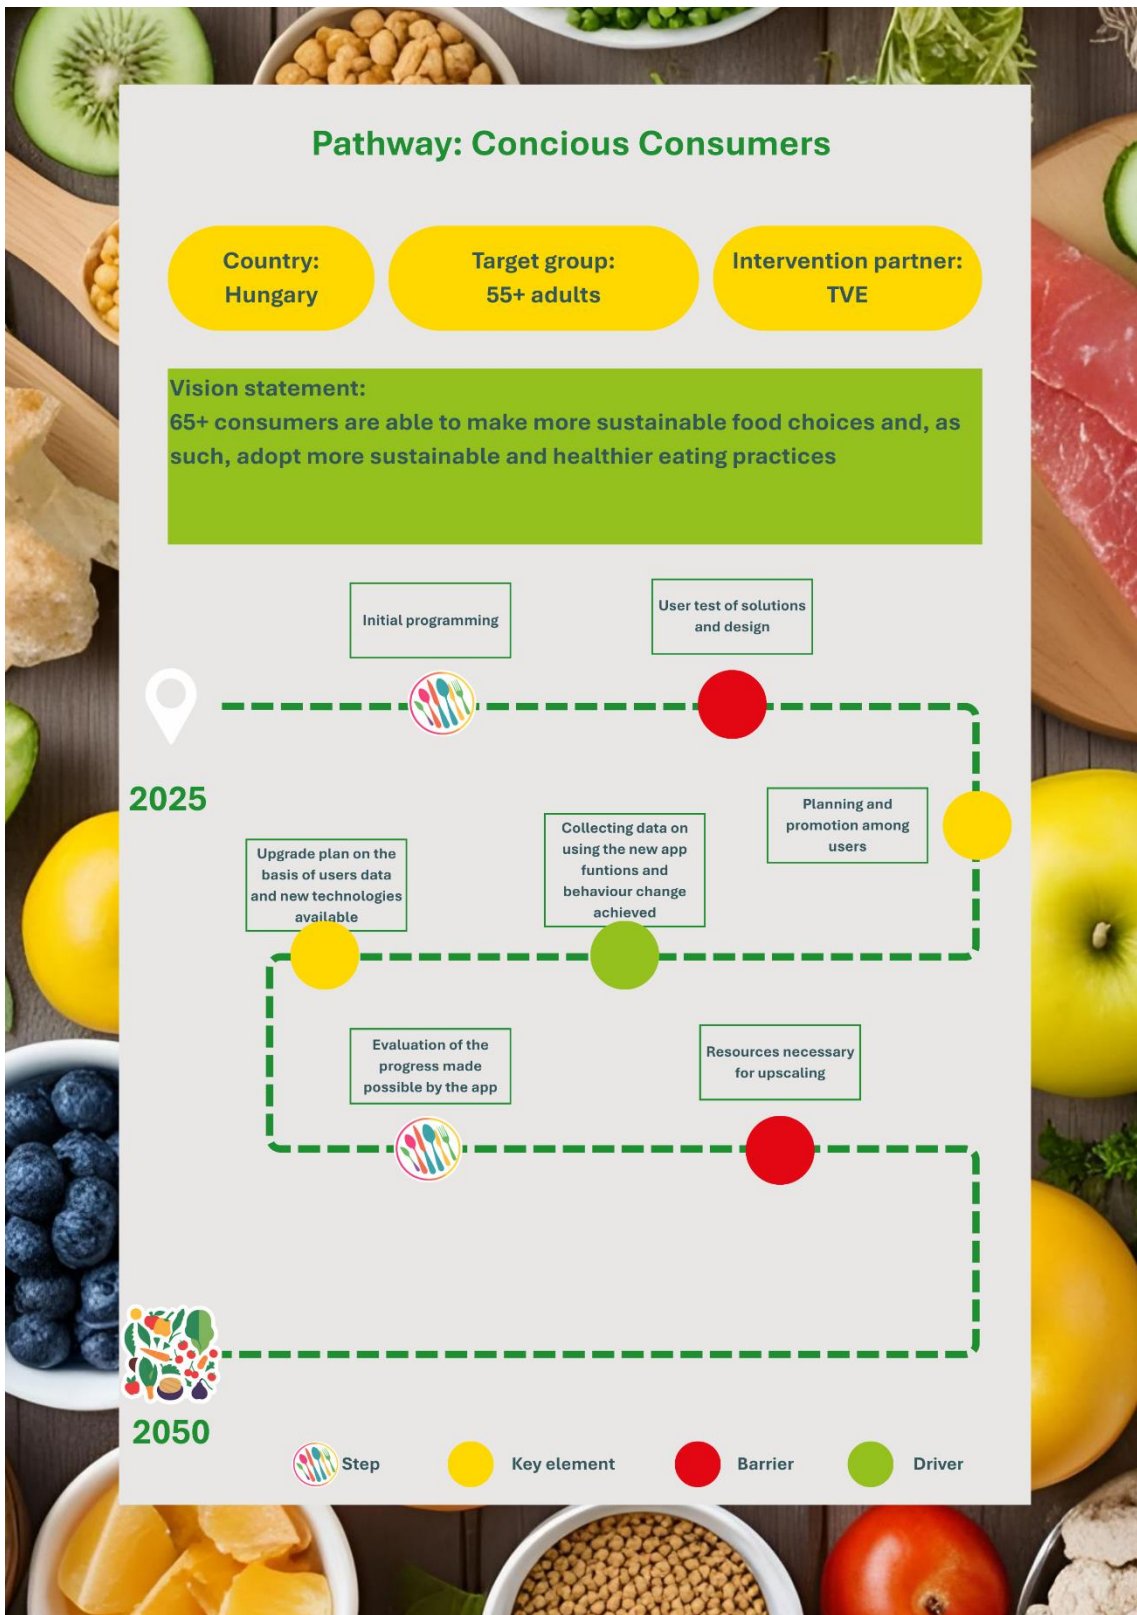 Pathway: Concious Consumers
Country:
Hungary
Target group:
55+ adults
Intervention partner:
TVE
Vision statement:
65+ consumers are able to make more sustainable food choices and, as
such, adopt more sustainable and healthier eating practices
Initial programming
User test of solutions
and design
2025
Planning and
promotion among
users
Collecting data on
using the new app
funtions and
behaviour change
achieved
Upgrade plan on the
basis of users data
and new technologies
available
Evaluation of the
progress made
possible by the app
Resources necessary
for upscaling
2050
Step
Key element
Barrier
Driver